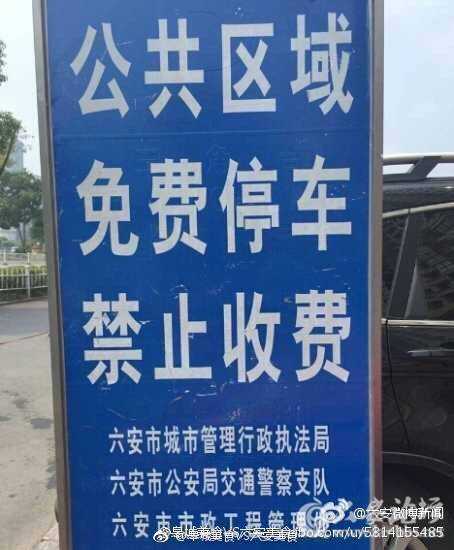 公共区域
免费停车
禁止收费
六安市城市管理行政执法局
六安市公安局交通警察支队
六安市市政工程管理
@六安微博新闻